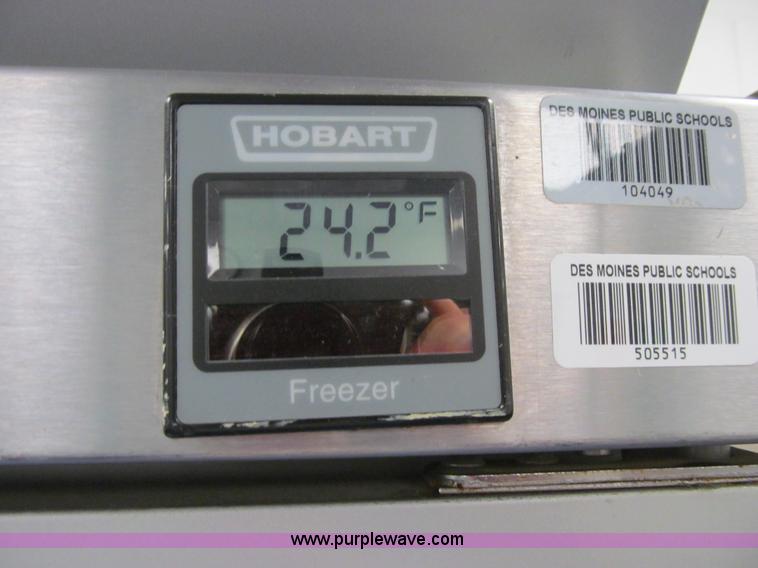 HOBART
24.2°F
Freezer
DES MOINES PUBLIC SCHOOLS
104049
DES MOINES PUBLIC SCHOOLS
505515
www.purplewave.com